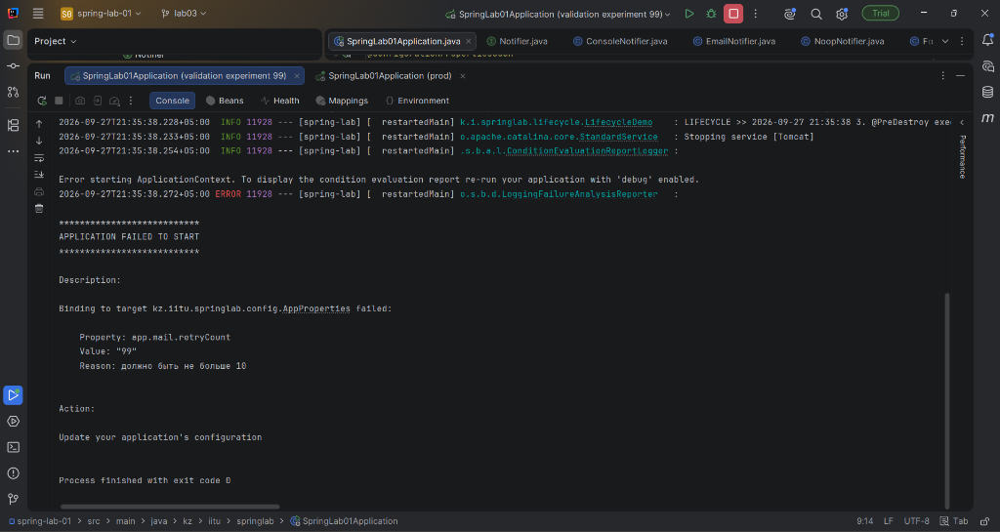 SO spring-lab-01 lab03 SpringLab01Application (validation experiment 99) Trial
Project SpringLab01Application.java Notifier.java ConsoleNotifier.java EmailNotifier.java NoopNotifier.java
Run SpringLab01Application (validation experiment 99) SpringLab01Application (prod)
Console Beans Health Mappings Environment
2026-09-27T21:35:38.228+05:00 INFO 11928 --- [spring-lab] [ restartedMain] k.i.springlab.lifecycle.LifecycleDemo : LIFECYCLE >> 2026-09-27 21:35:38 3. @PreDestroy exe
2026-09-27T21:35:38.233+05:00 INFO 11928 --- [spring-lab] [ restartedMain] o.apache.catalina.core.StandardService : Stopping service [Tomcat]
2026-09-27T21:35:38.254+05:00 INFO 11928 --- [spring-lab] [ restartedMain] .s.b.a.l.ConditionEvaluationReportLogger :
Error starting ApplicationContext. To display the condition evaluation report re-run your application with 'debug' enabled.
2026-09-27T21:35:38.272+05:00 ERROR 11928 --- [spring-lab] [ restartedMain] o.s.b.d.LoggingFailureAnalysisReporter :
***************************
APPLICATION FAILED TO START
***************************
Description:
Binding to target kz.iitu.springlab.config.AppProperties failed:
Property: app.mail.retryCount
Value: "99"
Reason: должно быть не больше 10
Action:
Update your application's configuration
Process finished with exit code 0
Performance
spring-lab-01 > src > main > java > kz > iitu > springlab > SpringLab01Application 9:14 LF UTF-8 Tab